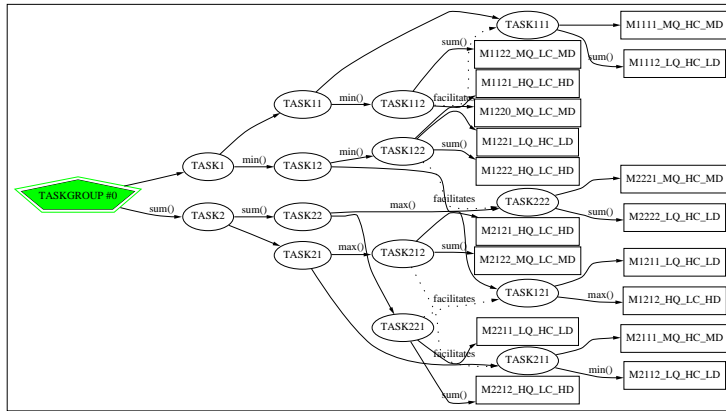 TASK111
M1111_MQ_HC_MD
sum()
M1122_MQ_LC_MD
sum()
M1112_LQ_HC_LD
M1121_HQ_LC_HD
TASK11
min()
TASK112
facilitates
M1220_MQ_LC_MD
M1221_LQ_HC_LD
min()
TASK122
sum()
TASK1
min()
TASK12
M1222_HQ_LC_HD
M2221_MQ_HC_MD
TASKGROUP #0
facilitates
max()
TASK222
sum()
sum()
TASK2
sum()
TASK22
sum()
M2222_LQ_HC_LD
M2121_HQ_LC_HD
TASK21
max()
TASK212
sum()
M2122_MQ_LC_MD
M1211_LQ_HC_LD
facilitates
TASK121
max()
M1212_HQ_LC_HD
TASK221
M2211_LQ_HC_LD
M2111_MQ_HC_MD
facilitates
TASK211
min()
M2112_LQ_HC_LD
sum()
M2212_HQ_LC_HD